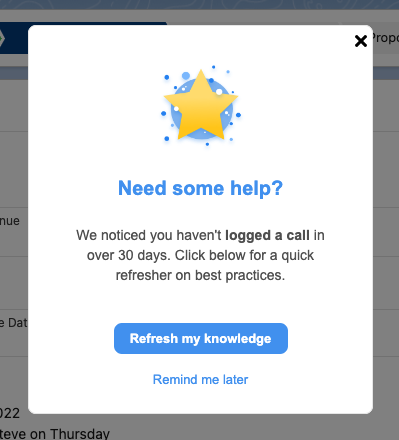 Propo
Need some help?
We noticed you haven't logged a call in
over 30 days. Click below for a quick
refresher on best practices.
nue
e Dat
Refresh my knowledge
Remind me later
022
teve on Thursday